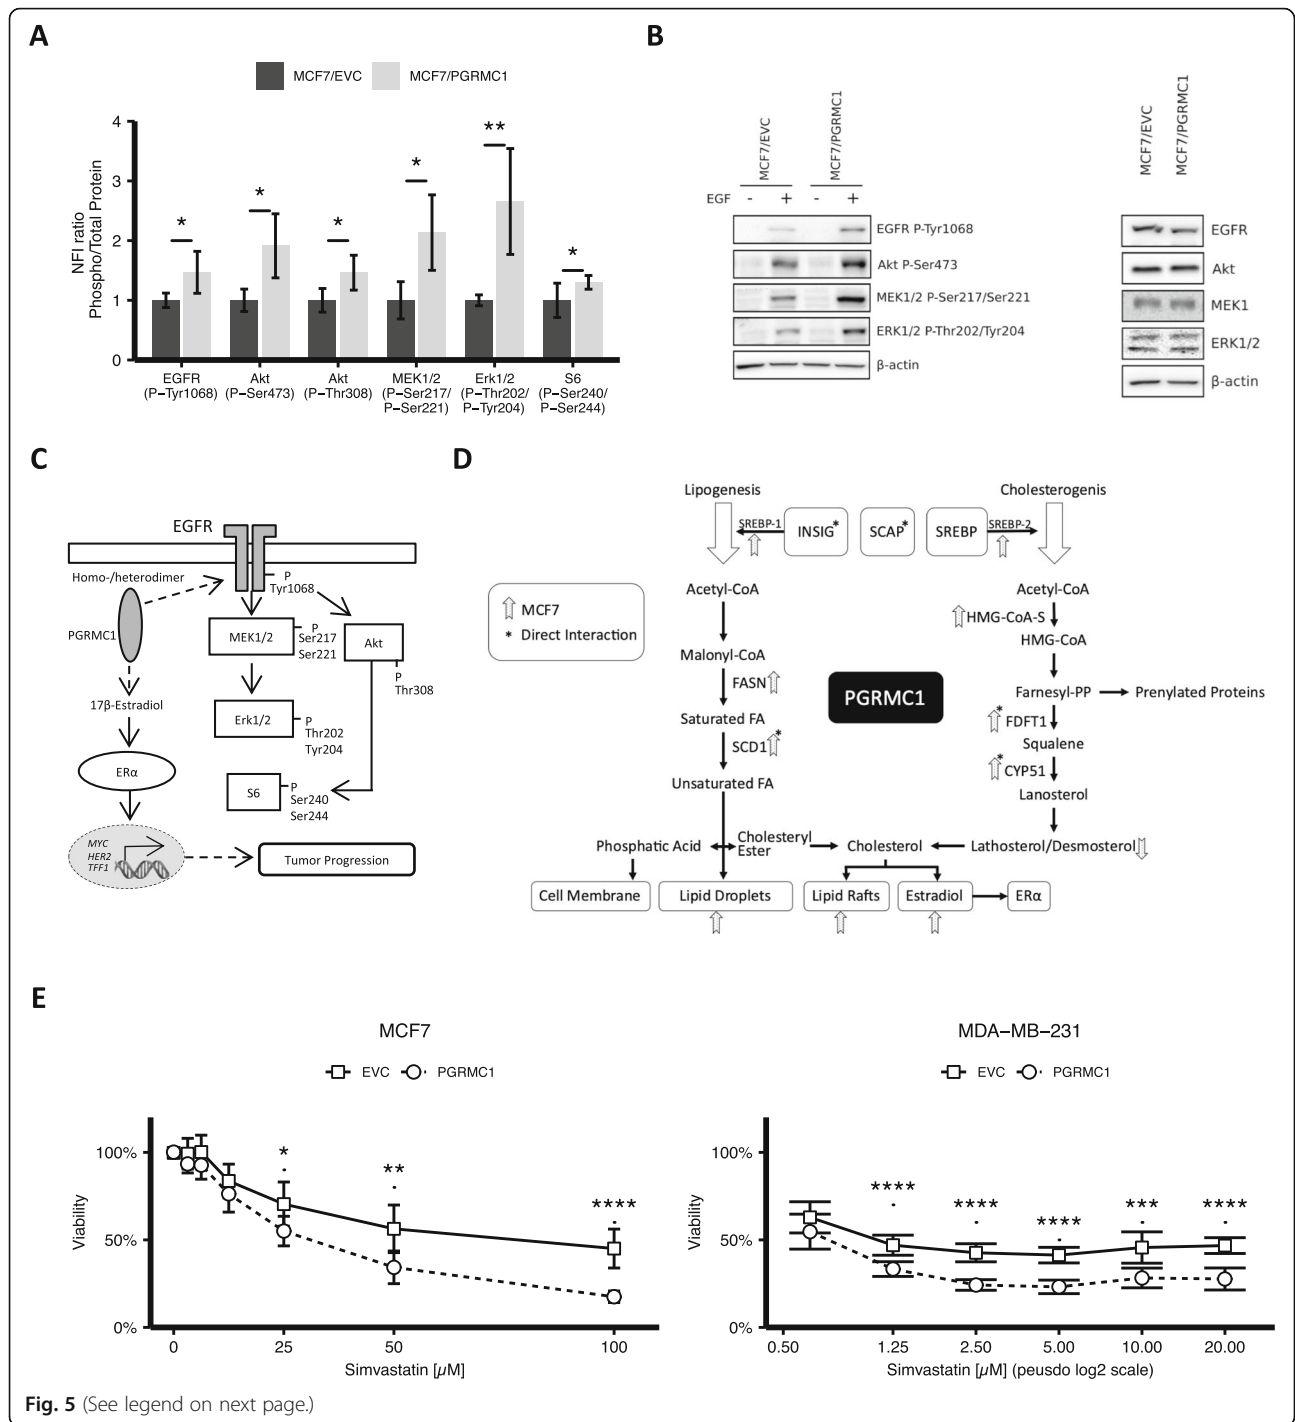 A
MCF7/EVC MCF7/PGRMC1
NFI ratio
Phospho/Total Protein
4
3
2
1
0
*
*
*
*
**
*
EGFR
(P−Tyr1068)
Akt
(P−Ser473)
Akt
(P−Thr308)
MEK1/2
(P−Ser217/
P−Ser221)
Erk1/2
(P−Thr202/
P−Tyr204)
S6
(P−Ser240/
P−Ser244)
B
MCF7/EVC
MCF7/PGRMC1
EGF - + - +
EGFR P-Tyr1068
Akt P-Ser473
MEK1/2 P-Ser217/Ser221
ERK1/2 P-Thr202/Tyr204
β-actin
MCF7/EVC
MCF7/PGRMC1
EGFR
Akt
MEK1
ERK1/2
β-actin
C
EGFR
Homo-/heterodimer
P
Tyr1068
PGRMC1
MEK1/2
P
Ser217
Ser221
Akt
P
Thr308
17β-Estradiol
Erk1/2
P
Thr202
Tyr204
ERα
S6
P
Ser240
Ser244
MYC
HER2
TFF1
Tumor Progression
D
Lipogenesis
Cholesterogenis
SREBP-1
INSIG*
SCAP*
SREBP
SREBP-2
MCF7
* Direct Interaction
Acetyl-CoA
Malonyl-CoA
FASN
Saturated FA
SCD1*
Unsaturated FA
PGRMC1
Acetyl-CoA
HMG-CoA-S
HMG-CoA
Farnesyl-PP
Prenylated Proteins
* FDFT1
Squalene
* CYP51
Lanosterol
Phosphatic Acid
Cholesteryl
Ester
Cholesterol
Lathosterol/Desmosterol
Cell Membrane
Lipid Droplets
Lipid Rafts
Estradiol
ERα
E
MCF7
EVC PGRMC1
Viability
100%
50%
0%
*
**
****
0 25 50 100
Simvastatin [µM]
MDA−MB−231
EVC PGRMC1
Viability
100%
50%
0%
****
****
****
***
****
0.50 1.25 2.50 5.00 10.00 20.00
Simvastatin [µM] (peusdo log2 scale)
Fig. 5 (See legend on next page.)